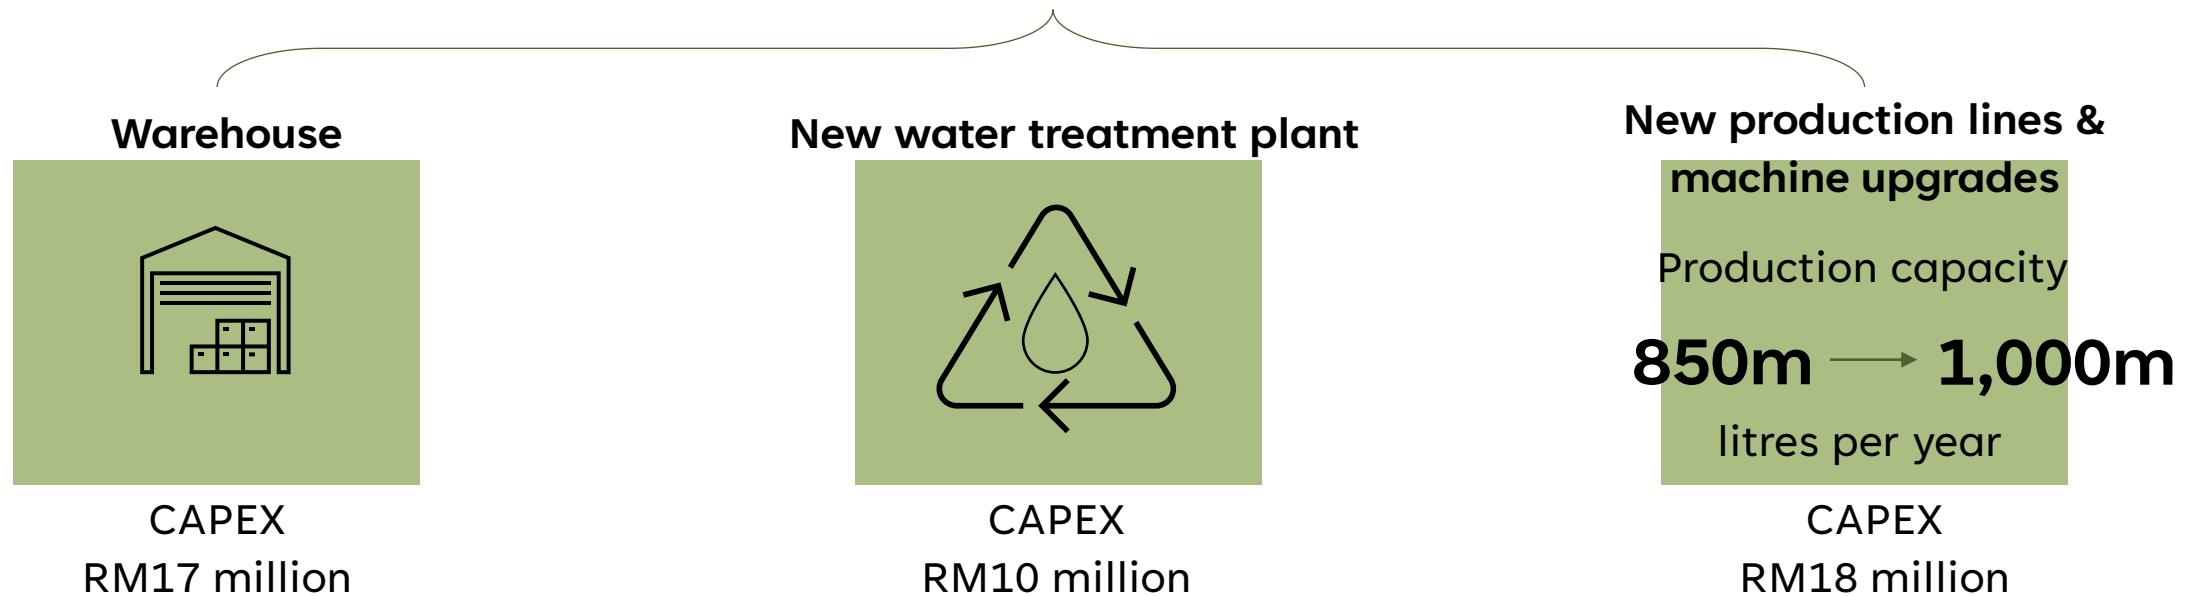 Warehouse
CAPEX
RM17 million
New water treatment plant
CAPEX
RM10 million
New production lines &
machine upgrades
Production capacity
850m 1,000m
litres per year
CAPEX
RM18 million